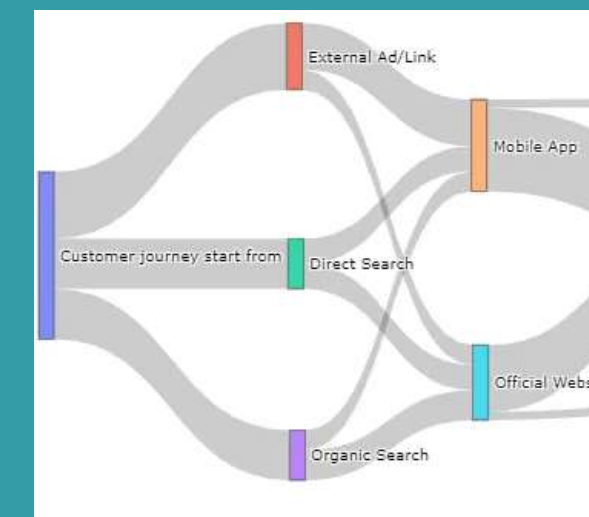 External Ad/Link
Mobile App
Customer journey start from
Direct Search
Official Webs
Organic Search